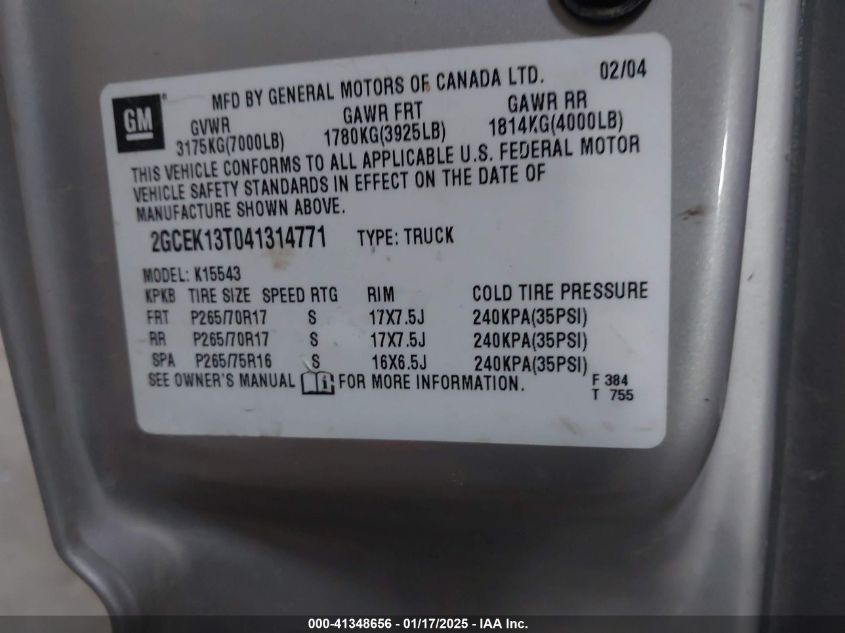 GM ®
MFD BY GENERAL MOTORS OF CANADA LTD. 02/04
GVWR GAWR FRT GAWR RR
3175KG(7000LB) 1780KG(3925LB) 1814KG(4000LB)
THIS VEHICLE CONFORMS TO ALL APPLICABLE U.S. FEDERAL MOTOR
VEHICLE SAFETY STANDARDS IN EFFECT ON THE DATE OF
MANUFACTURE SHOWN ABOVE.
2GCEK13T041314771 TYPE: TRUCK
MODEL: K15543
KPKB TIRE SIZE SPEED RTG RIM COLD TIRE PRESSURE
FRT P265/70R17 S 17X7.5J 240KPA(35PSI)
RR P265/70R17 S 17X7.5J 240KPA(35PSI)
SPA P265/75R16 S 16X6.5J 240KPA(35PSI)
SEE OWNER'S MANUAL FOR MORE INFORMATION. F 384
T 755
000-41348656 - 01/17/2025 - IAA Inc.